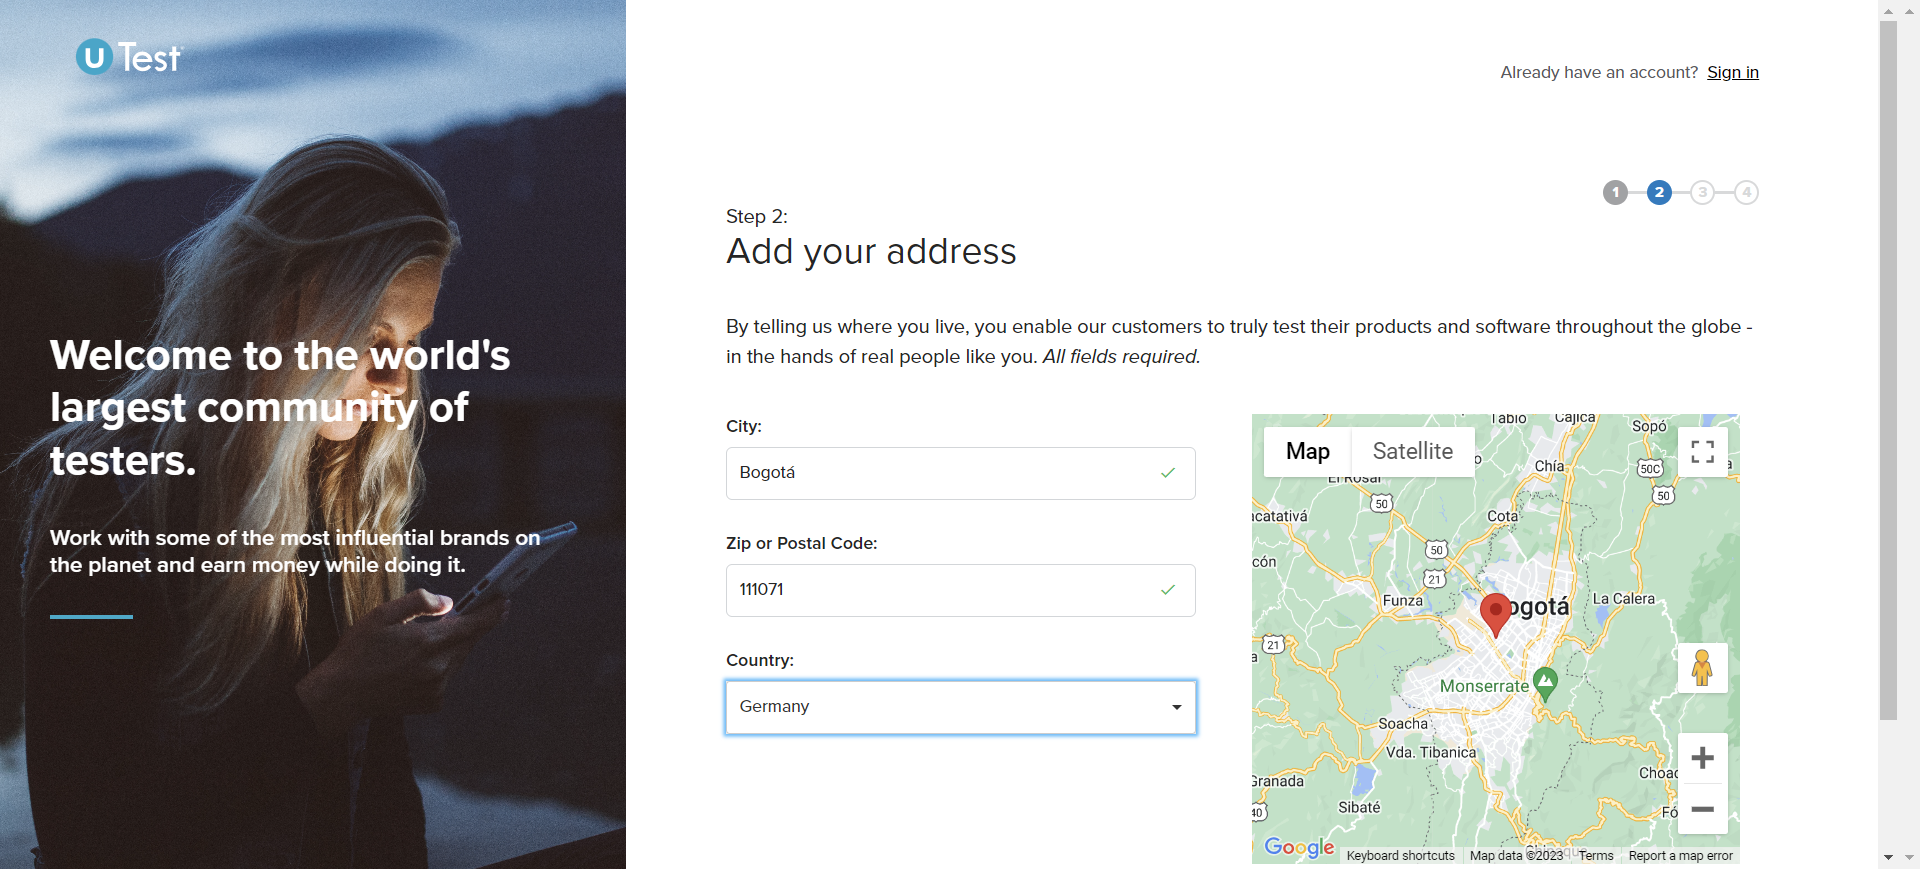 U Test
Already have an account? Sign in
1 2 3 4
Step 2:
Add your address
Welcome to the world's
largest community of
testers.
Work with some of the most influential brands on
the planet and earn money while doing it.
By telling us where you live, you enable our customers to truly test their products and software throughout the globe -
in the hands of real people like you. All fields required.
City:
Bogotá
Zip or Postal Code:
111071
Country:
Germany
Map Satellite
Tabio
Cajica
Sopó
Chía
50C
50
El Rosal
50
Cota
acatativá
50
cón
21
Funza
ogotá
La Calera
21
a
Monserrate
Soacha
Vda. Tibanica
Granada
Choac
Sibaté
40
Fó
Google
Keyboard shortcuts
Map data ©2023
Terms
Report a map error